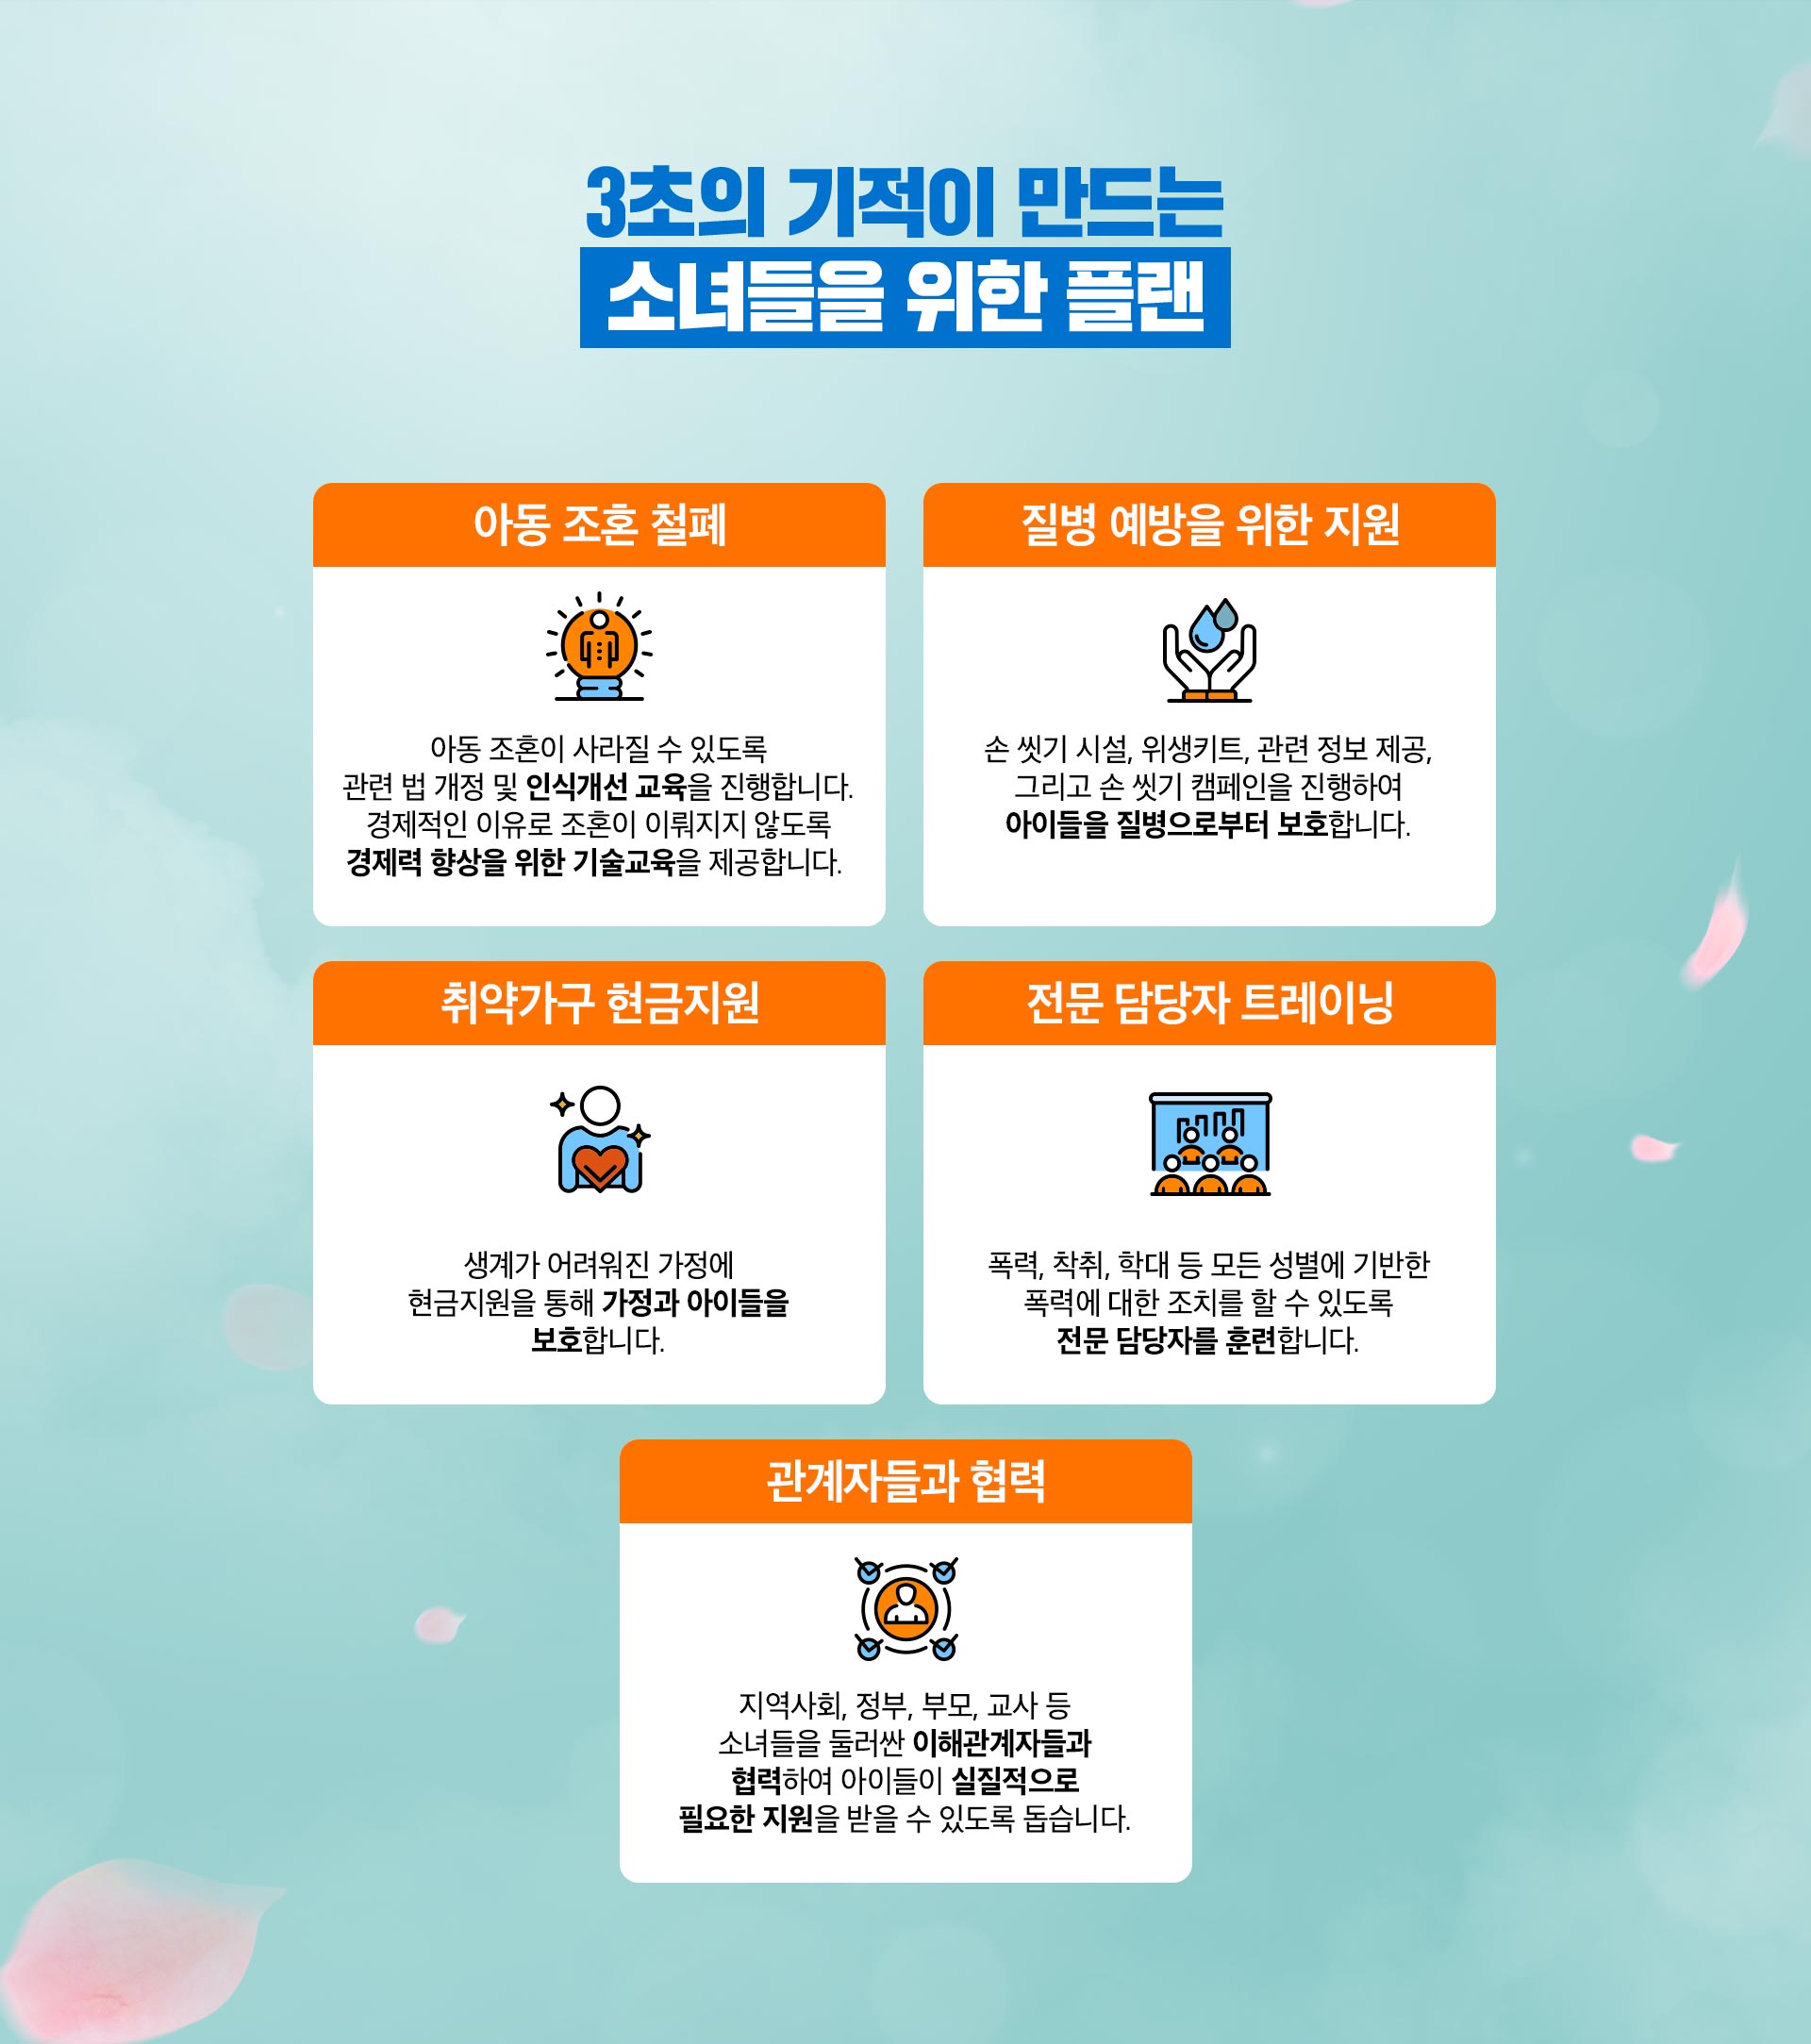 3초의 기적이 만드는
소녀들을 위한 플랜
아동 조혼 철폐
아동 조혼이 사라질 수 있도록
관련 법 개정 및 인식개선 교육을 진행합니다.
경제적인 이유로 조혼이 이뤄지지 않도록
경제력 향상을 위한 기술교육을 제공합니다.
질병 예방을 위한 지원
손 씻기 시설, 위생키트, 관련 정보 제공,
그리고 손 씻기 캠페인을 진행하여
아이들을 질병으로부터 보호합니다.
취약가구 현금지원
생계가 어려워진 가정에
현금지원을 통해 가정과 아이들을
보호합니다.
전문 담당자 트레이닝
폭력, 착취, 학대 등 모든 성별에 기반한
폭력에 대한 조치를 할 수 있도록
전문 담당자를 훈련합니다.
관계자들과 협력
지역사회, 정부, 부모, 교사 등
소녀들을 둘러싼 이해관계자들과
협력하여 아이들이 실질적으로
필요한 지원을 받을 수 있도록 돕습니다.